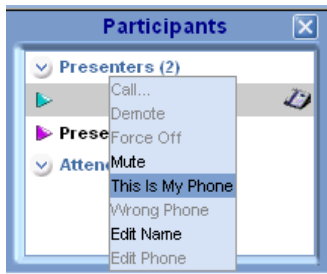 Participants
Presenters (2)
Call...
Demote
Prese
Force Off
Atten
Mute
This Is My Phone
Wrong Phone
Edit Name
Edit Phone